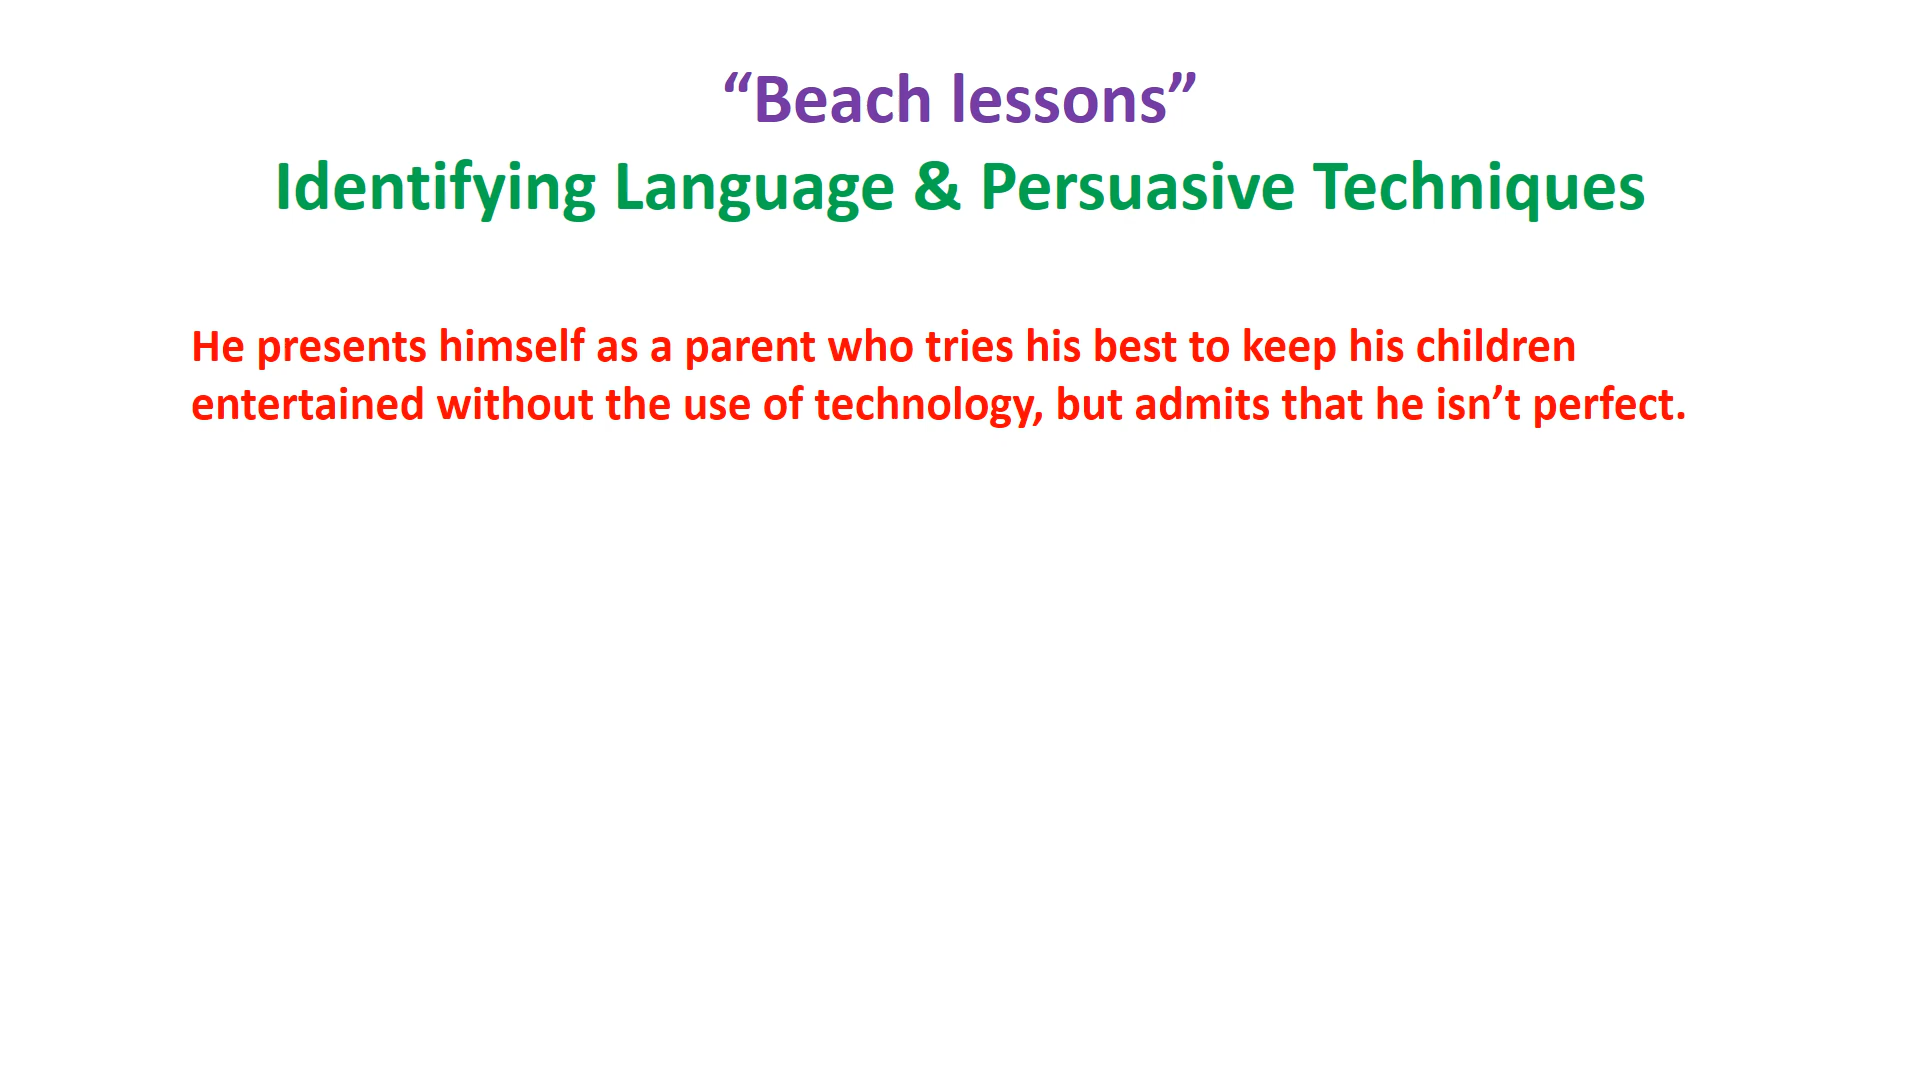 “Beach lessons”
Identifying Language & Persuasive Techniques
He presents himself as a parent who tries his best to keep his children
entertained without the use of technology, but admits that he isn’t perfect.